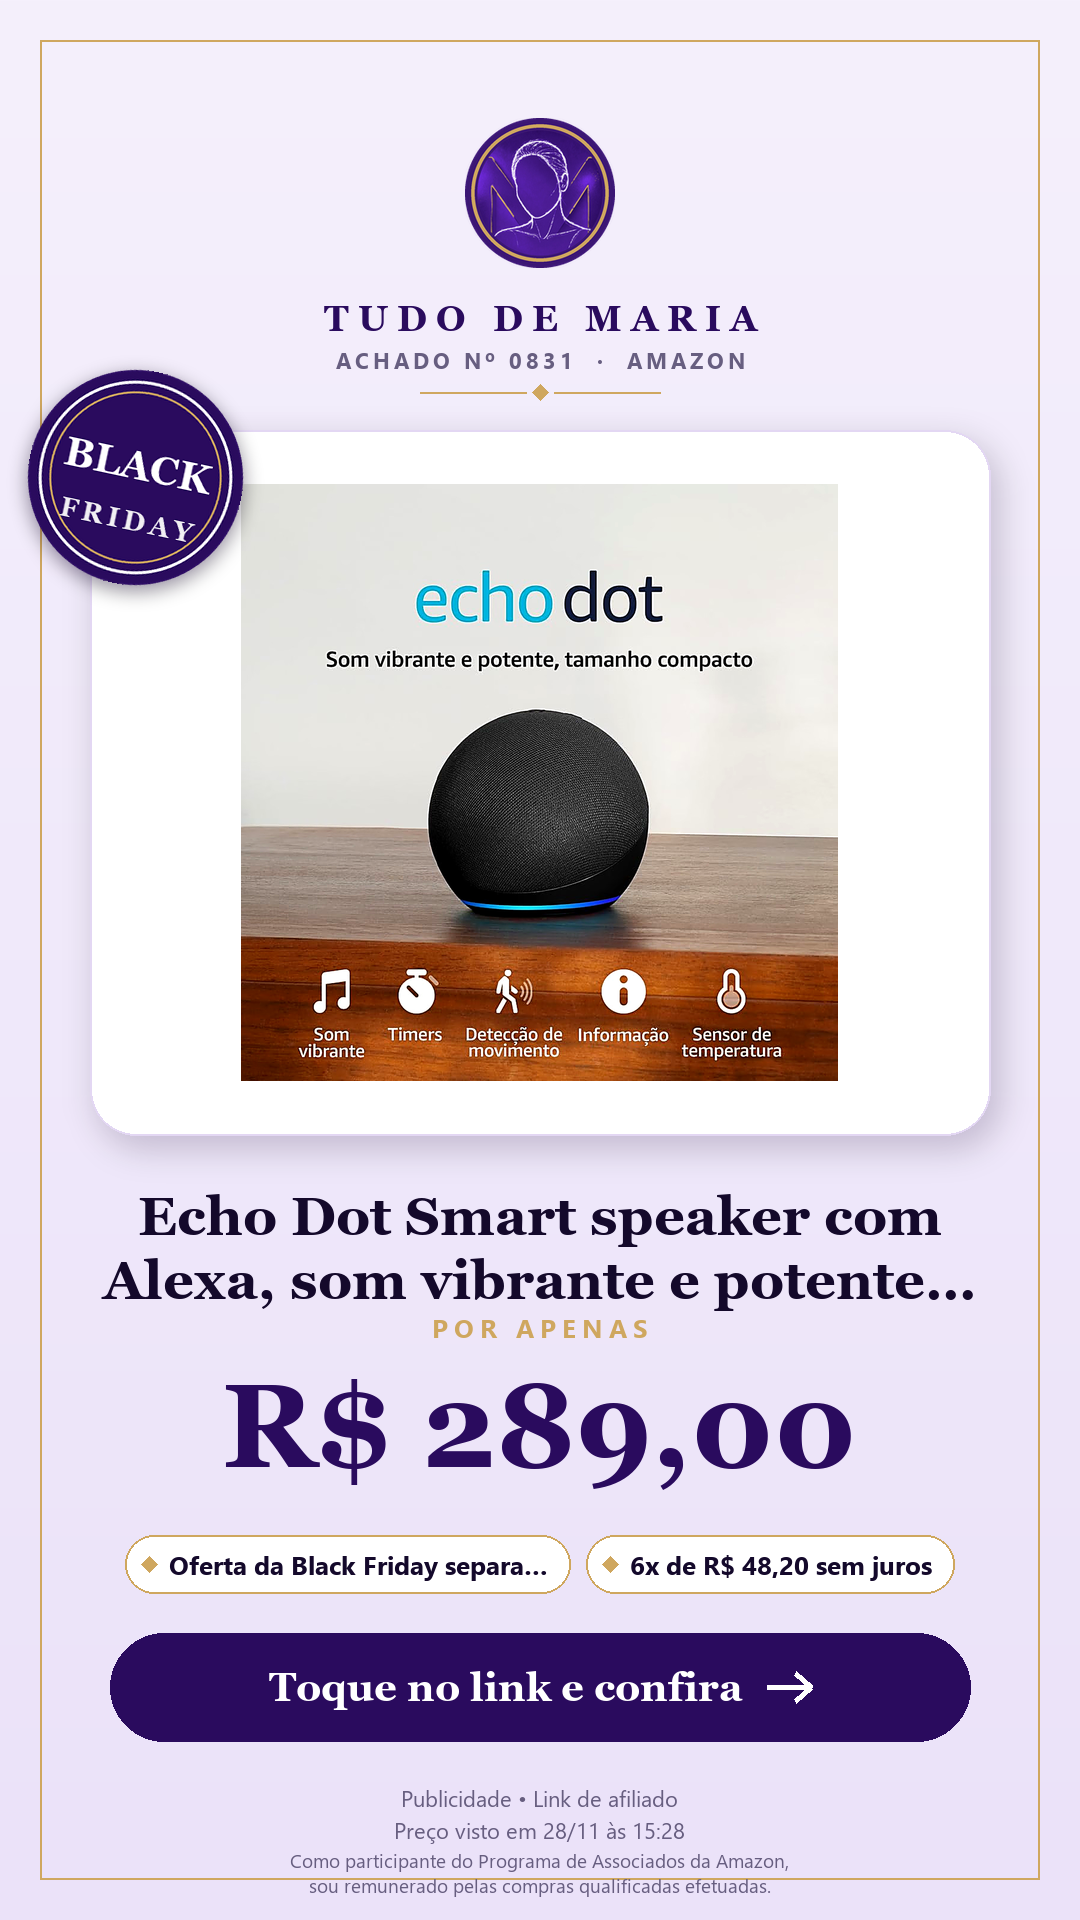 TUDO DE MARIA
ACHADO Nº 0831 · AMAZON
BLACK
FRIDAY
echo dot
Som vibrante e potente, tamanho compacto
Som vibrante
Timers
Detecção de movimento
Informação
Sensor de temperatura
Echo Dot Smart speaker com
Alexa, som vibrante e potente...
POR APENAS
R$ 289,00
Oferta da Black Friday separa...
6x de R$ 48,20 sem juros
Toque no link e confira →
Publicidade • Link de afiliado
Preço visto em 28/11 às 15:28
Como participante do Programa de Associados da Amazon,
sou remunerado pelas compras qualificadas efetuadas.